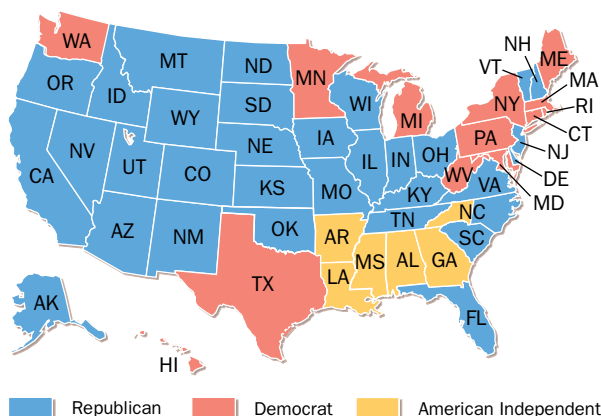 WA
MT
ND
MN
VT
NH
ME
OR
ID
SD
WI
NY
MA
RI
WY
MI
CT
NV
NE
IA
PA
NJ
UT
CO
IL
IN
OH
WV
DE
CA
KS
MO
KY
VA
MD
AZ
NM
OK
TN
NC
AR
SC
TX
LA
MS
AL
GA
AK
FL
HI
Republican Democrat American Independent